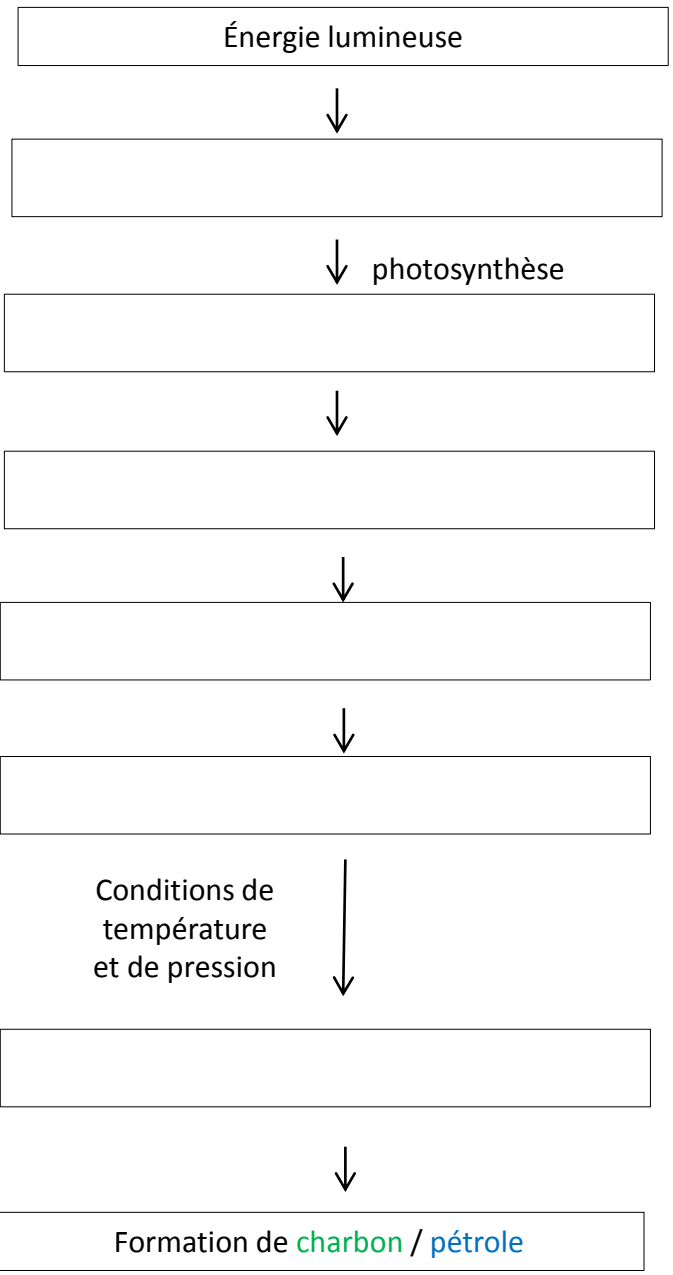 Énergie lumineuse
photosynthèse
Conditions de
température
et de pression
Formation de charbon / pétrole